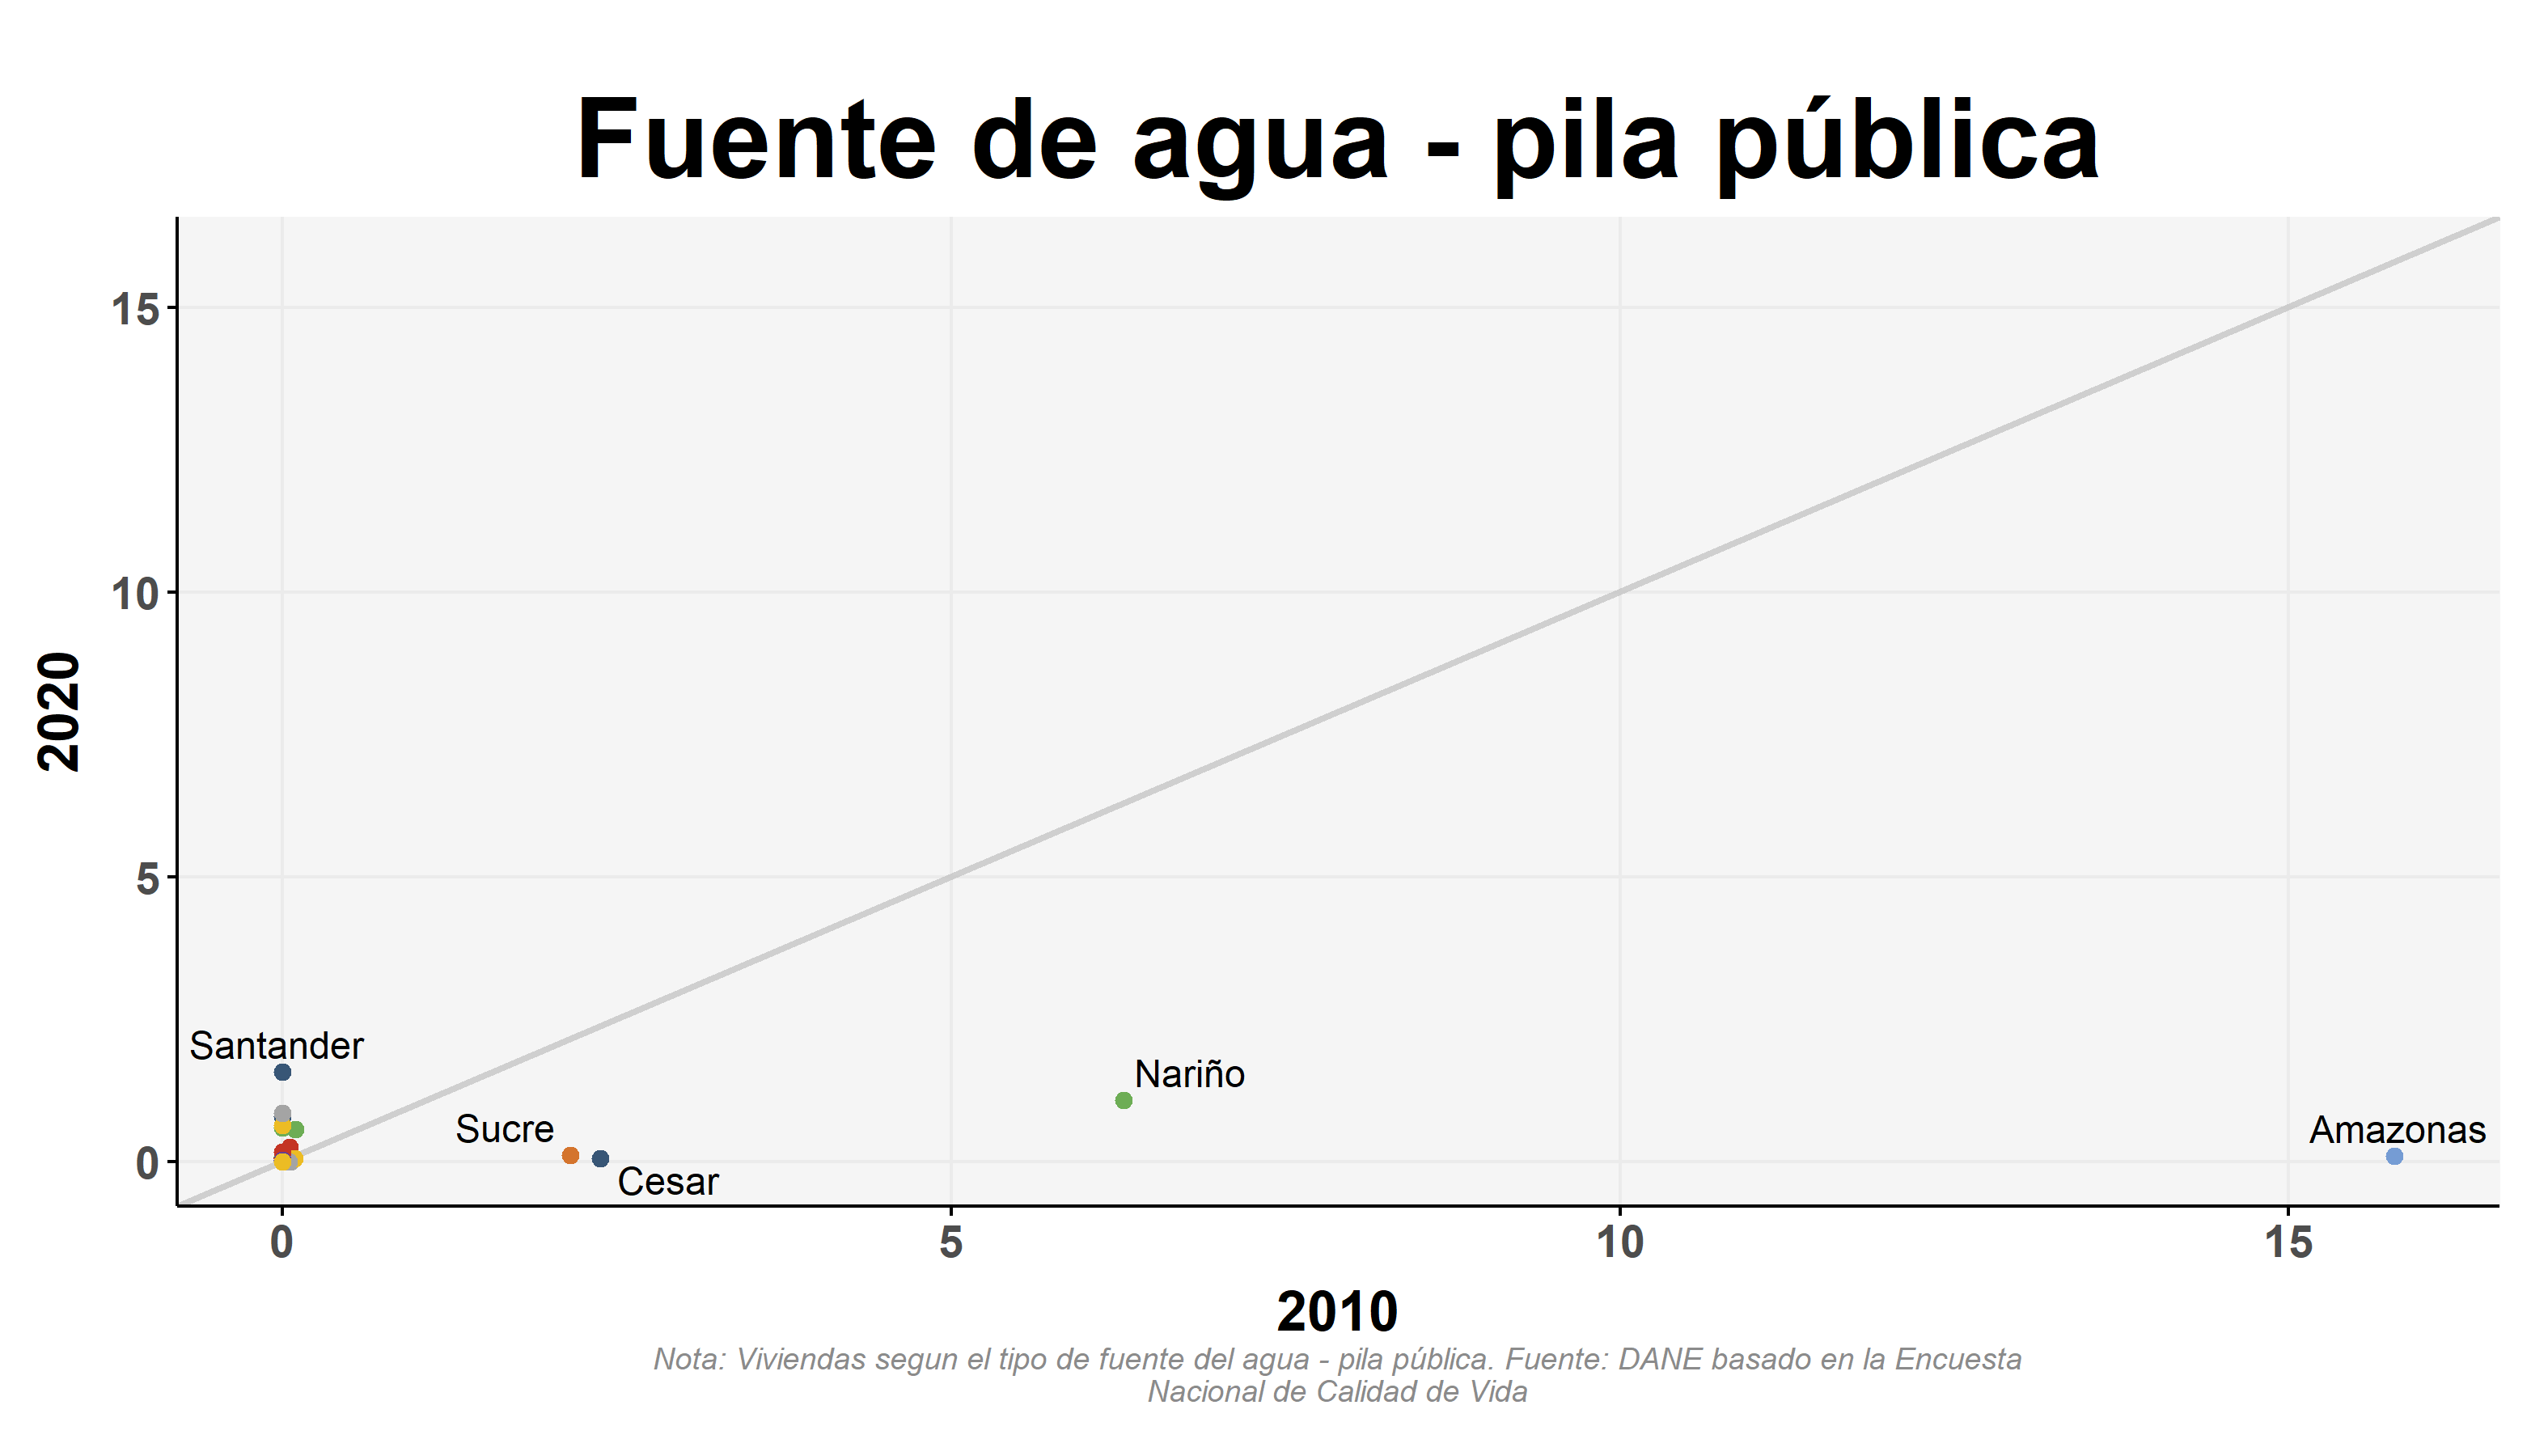 Fuente de agua - pila pública
15
10
5
0
2020
Santander
Nariño
Sucre
Amazonas
Cesar
0
5
10
15
2010
Nota: Viviendas segun el tipo de fuente del agua - pila pública. Fuente: DANE basado en la Encuesta
Nacional de Calidad de Vida